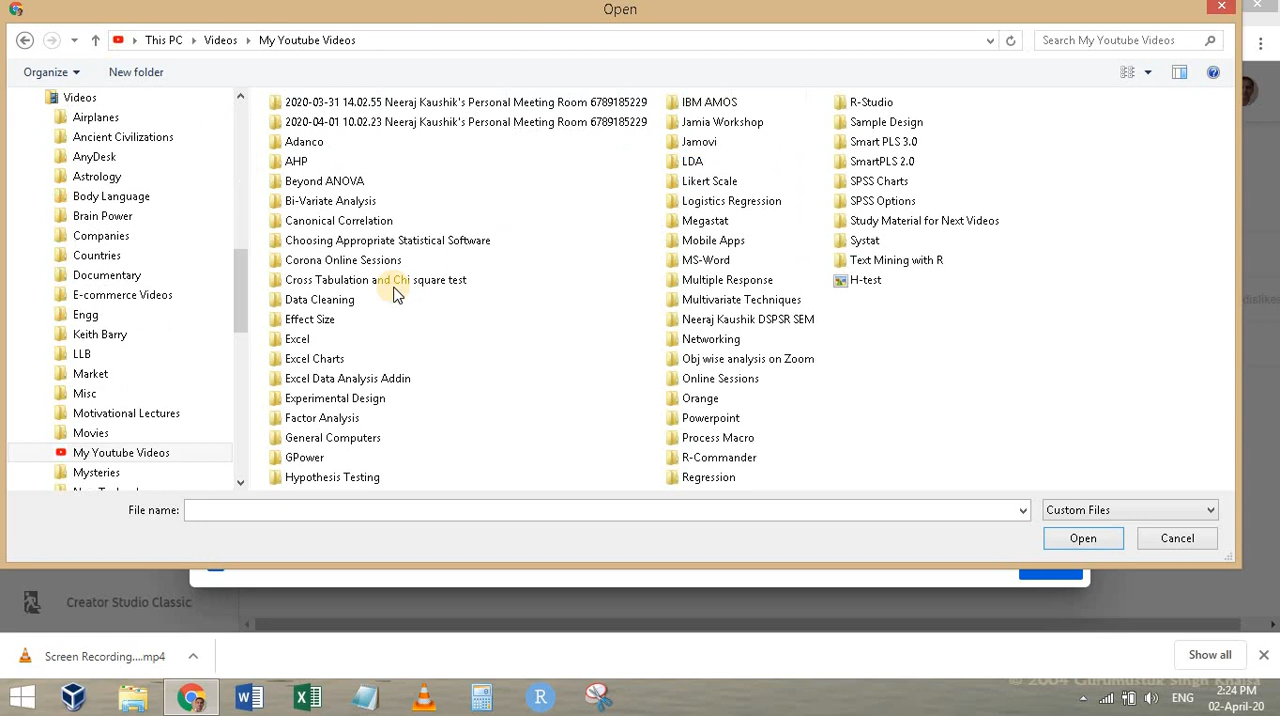 Open
This PC
Videos
My Youtube Videos
Search My Youtube Videos
Organize
New folder
Videos
Airplanes
Ancient Civilizations
AnyDesk
Astrology
Body Language
Brain Power
Companies
Countries
Documentary
E-commerce Videos
Engg
Keith Barry
LLB
Market
Misc
Motivational Lectures
Movies
My Youtube Videos
Mysteries
2020-03-31 14.02.55 Neeraj Kaushik's Personal Meeting Room 6789185229
2020-04-01 10.02.23 Neeraj Kaushik's Personal Meeting Room 6789185229
Adanco
AHP
Beyond ANOVA
Bi-Variate Analysis
Canonical Correlation
Choosing Appropriate Statistical Software
Corona Online Sessions
Cross Tabulation and Chi square test
Data Cleaning
Effect Size
Excel
Excel Charts
Excel Data Analysis Addin
Experimental Design
Factor Analysis
General Computers
GPower
Hypothesis Testing
IBM AMOS
Jamia Workshop
Jamovi
LDA
Likert Scale
Logistics Regression
Megastat
Mobile Apps
MS-Word
Multiple Response
Multivariate Techniques
Neeraj Kaushik DSPSR SEM
Networking
Obj wise analysis on Zoom
Online Sessions
Orange
Powerpoint
Process Macro
R-Commander
Regression
R-Studio
Sample Design
Smart PLS 3.0
SmartPLS 2.0
SPSS Charts
SPSS Options
Study Material for Next Videos
Systat
Text Mining with R
H-test
dislikes
File name:
Custom Files
Open
Cancel
Creator Studio Classic
Screen Recording....mp4
Show all
© 2004 Gurumustuk Singh Khalsa
ENG
2:24 PM
02-April-20